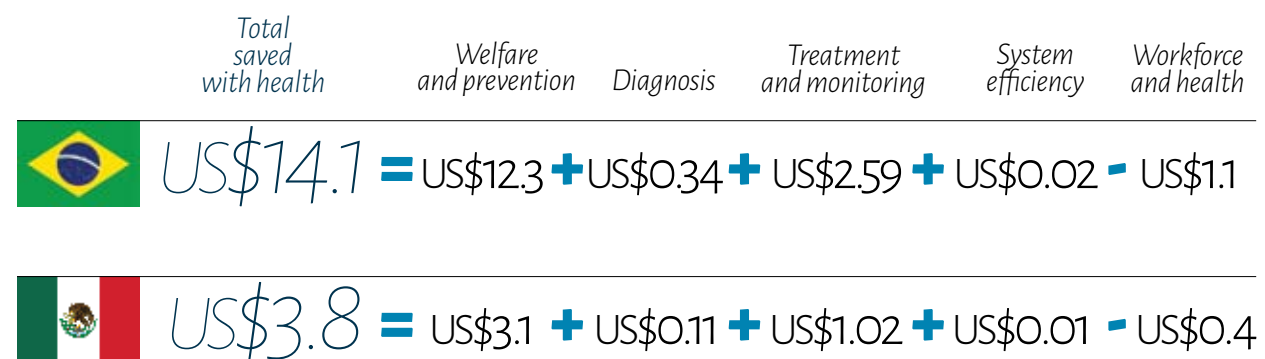 Total
saved
with health
Welfare
and prevention
Diagnosis
Treatment
and monitoring
System
efficiency
Workforce
and health
US$14.1 = US$12.3 + US$0.34 + US$2.59 + US$0.02 - US$1.1
US$3.8 = US$3.1 + US$0.11 + US$1.02 + US$0.01 - US$0.4